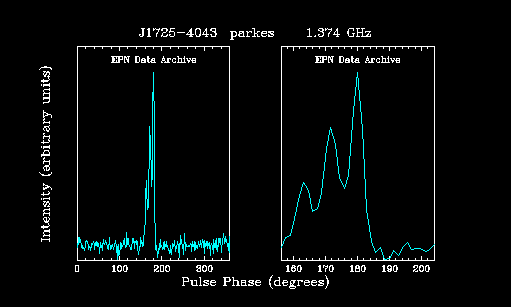 J1725-4043 parkes 1.374 GHz
EPN Data Archive EPN Data Archive
Intensity (arbitrary units)
0 100 200 300 160 170 180 190 200
Pulse Phase (degrees)